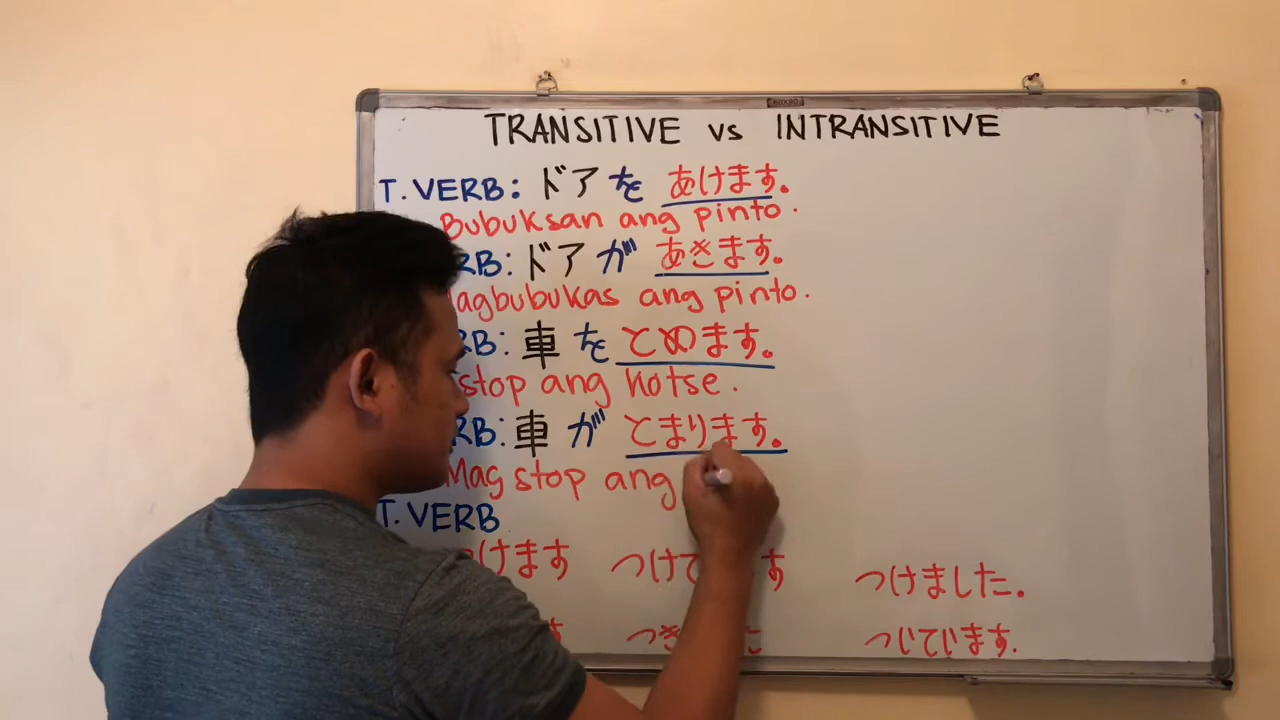 TRANSITIVE vs INTRANSITIVE
T. VERB: ドアを あけます。
Bubuksan ang pinto.
RB: ドアが あきます。
agbubukas ang pinto.
RB: 車を とめます。
stop ang kotse.
RB: 車が とまります。
Mag stop ang
T. VERB
けます つけて す つけました。
つき ついています.